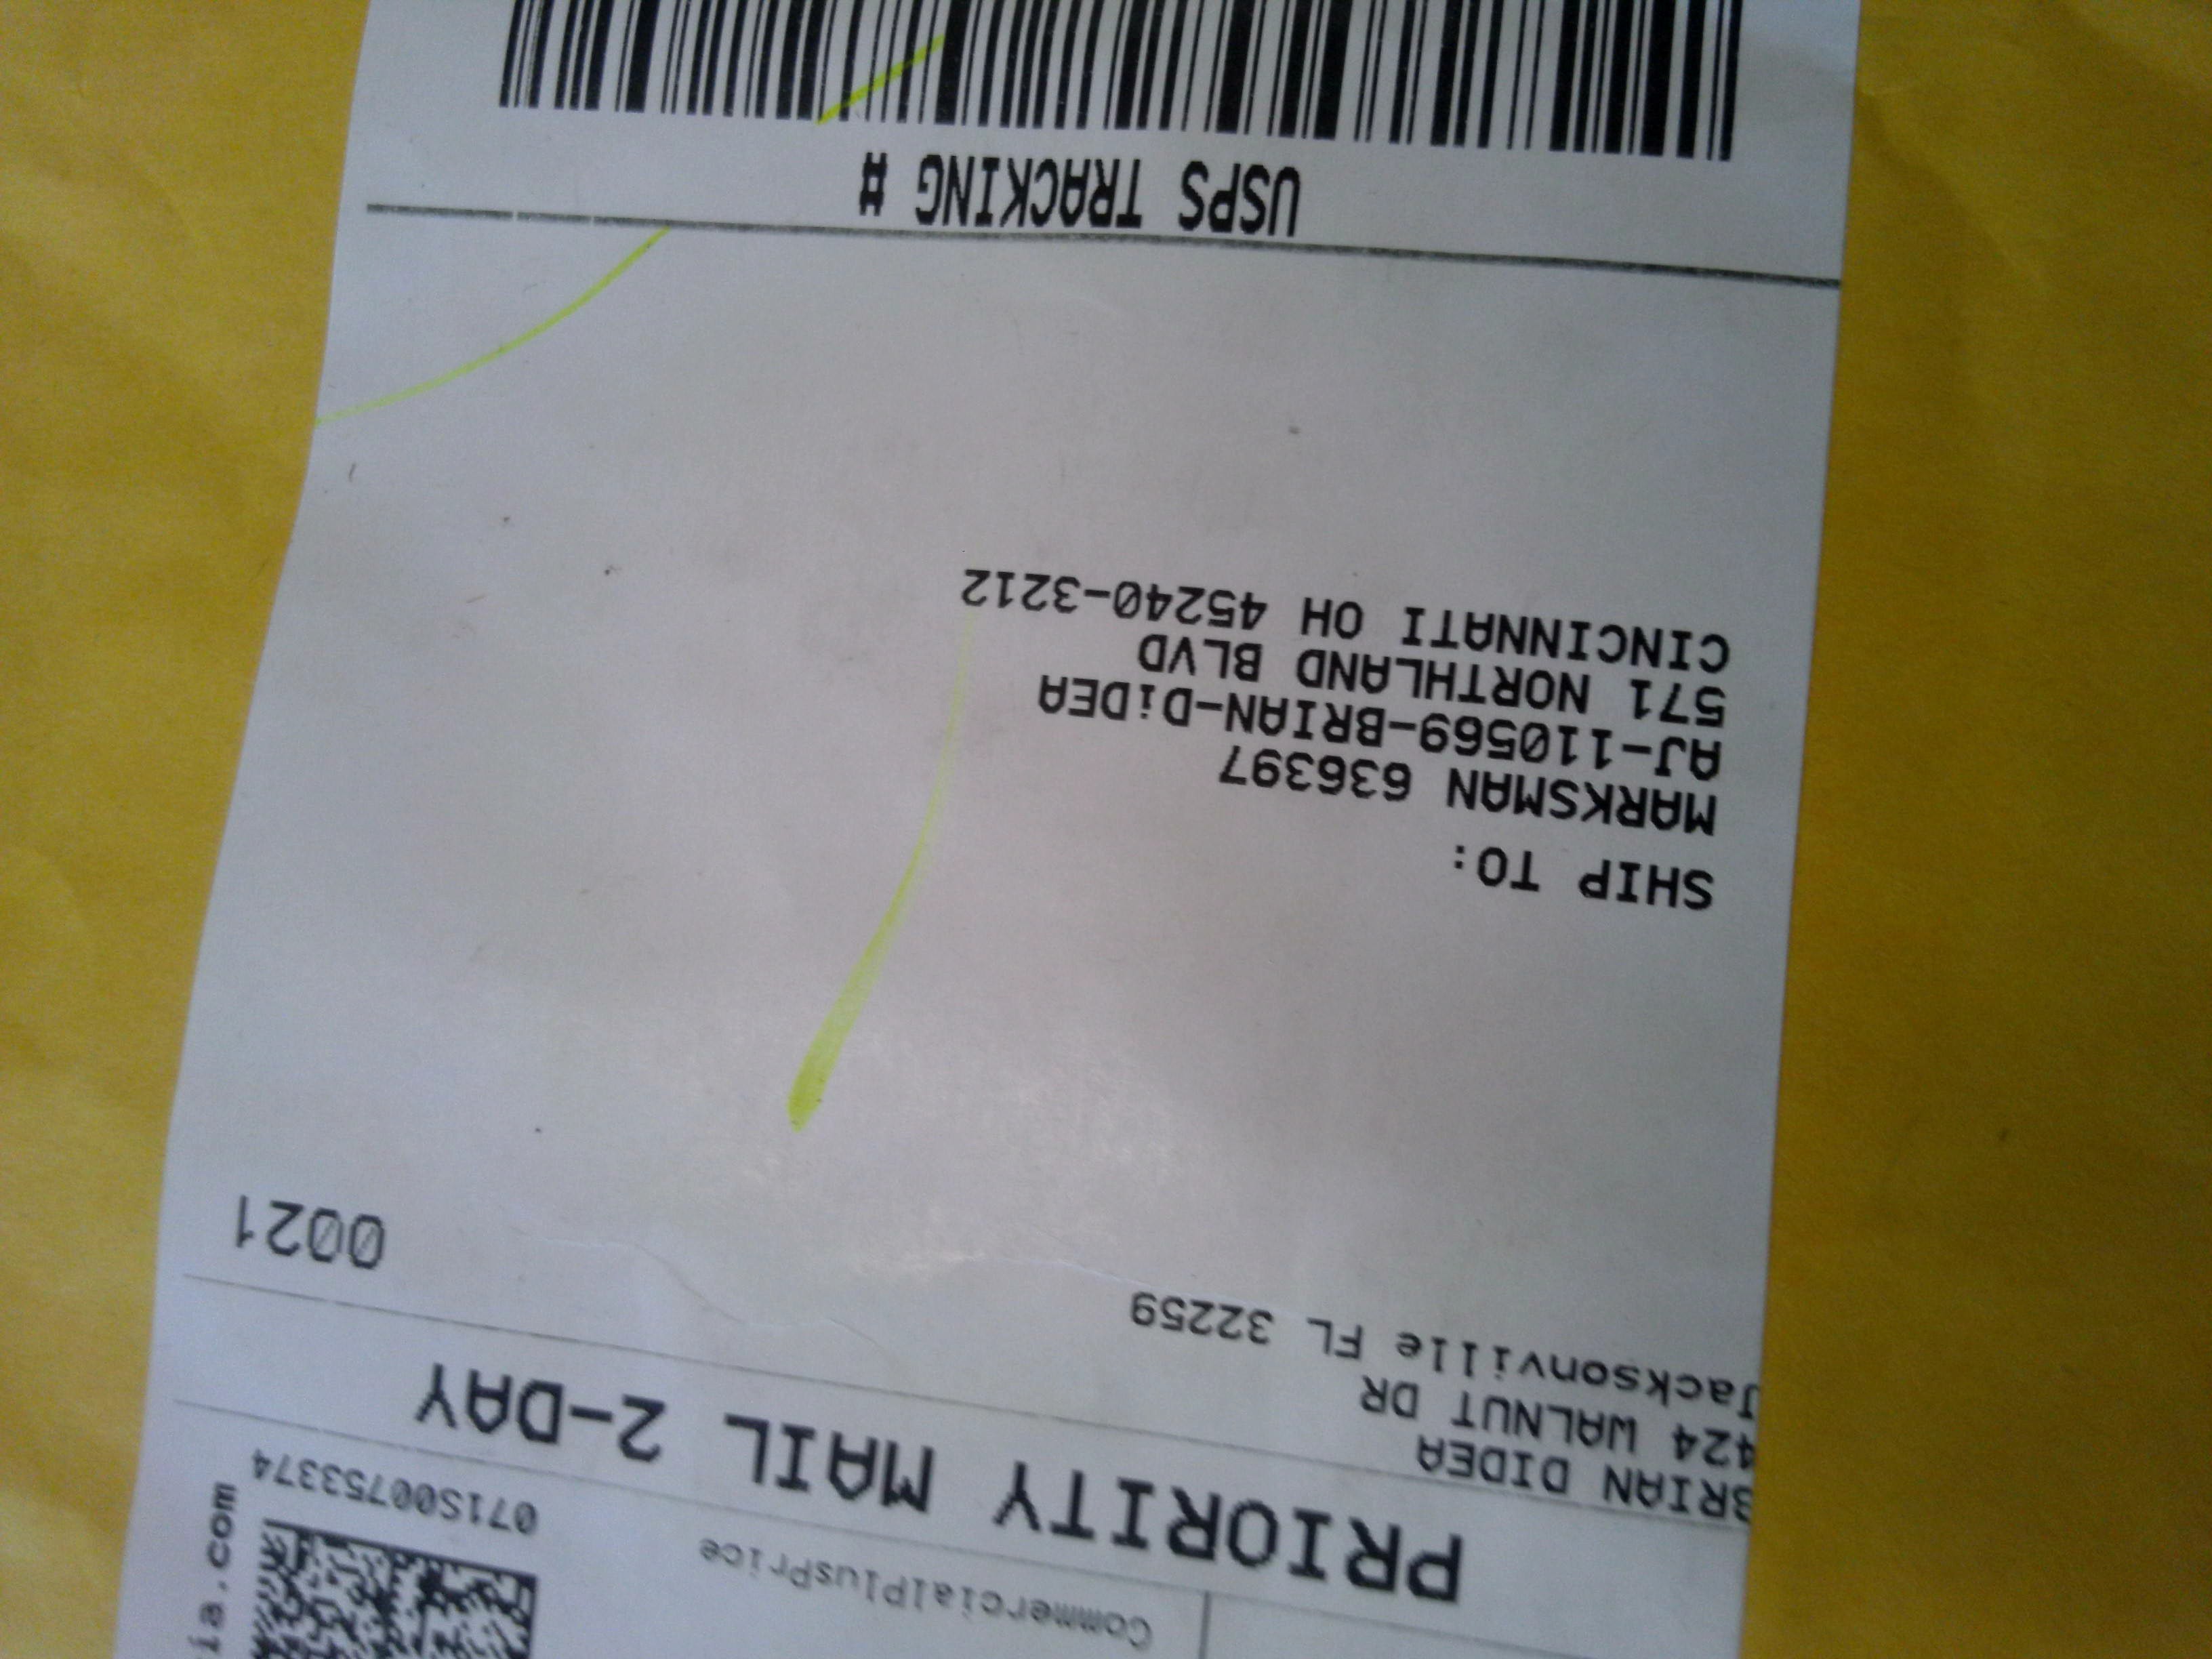 CommercialPlusPrice
071S00753374
PRIORITY MAIL 2-DAY
BRIAN DIDEA
424 WALNUT DR
Jacksonville FL 32259
0021
SHIP TO:
MARKSMAN 636397
AJ-110569-BRIAN-DiDEA
571 NORTHLAND BLVD
CINCINNATI OH 45240-3212
USPS TRACKING #